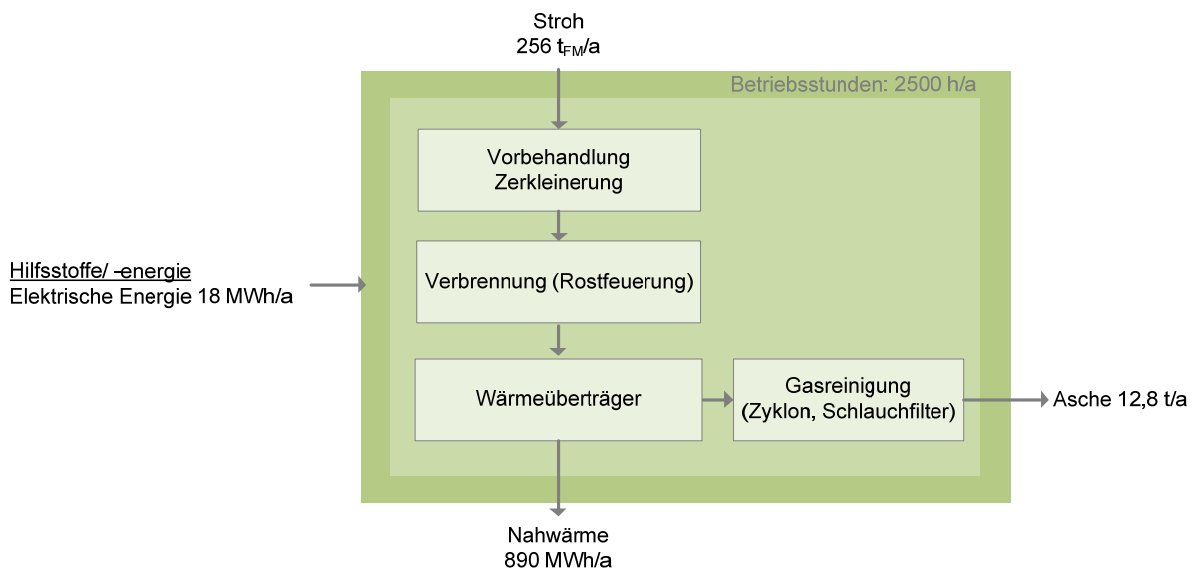 Stroh
256 tFM/a
Betriebsstunden: 2500 h/a
Vorbehandlung
Zerkleinerung
Hilfsstoffe/ -energie
Elektrische Energie 18 MWh/a
Verbrennung (Rostfeuerung)
Wärmeüberträger
Gasreinigung
(Zyklon, Schlauchfilter)
Asche 12,8 t/a
Nahwärme
890 MWh/a